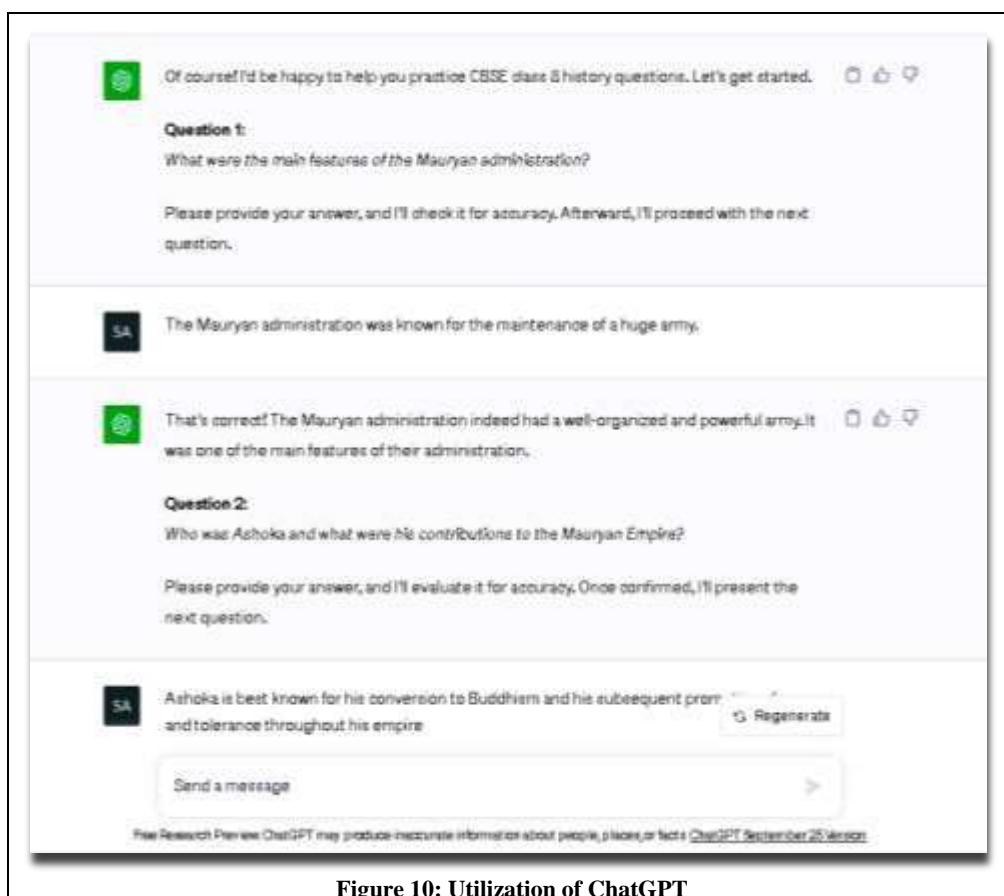 Of course! I'd be happy to help you practice CBSE class 8 history questions. Let's get started.
Question 1:
What were the main features of the Mauryan administration?
Please provide your answer, and I'll check it for accuracy. Afterward, I'll proceed with the next
question.
SA
The Mauryan administration was known for the maintenance of a huge army.
That's correct! The Mauryan administration indeed had a well-organized and powerful army. It
was one of the main features of their administration.
Question 2:
Who was Ashoka and what were his contributions to the Mauryan Empire?
Please provide your answer, and I'll evaluate it for accuracy. Once confirmed, I'll present the
next question.
SA
Ashoka is best known for his conversion to Buddhism and his subsequent
and tolerance throughout his empire
Regenerate
Send a message
Free Research Preview. ChatGPT may produce inaccurate information about people, places, or facts. ChatGPT September 25 Version
Figure 10: Utilization of ChatGPT